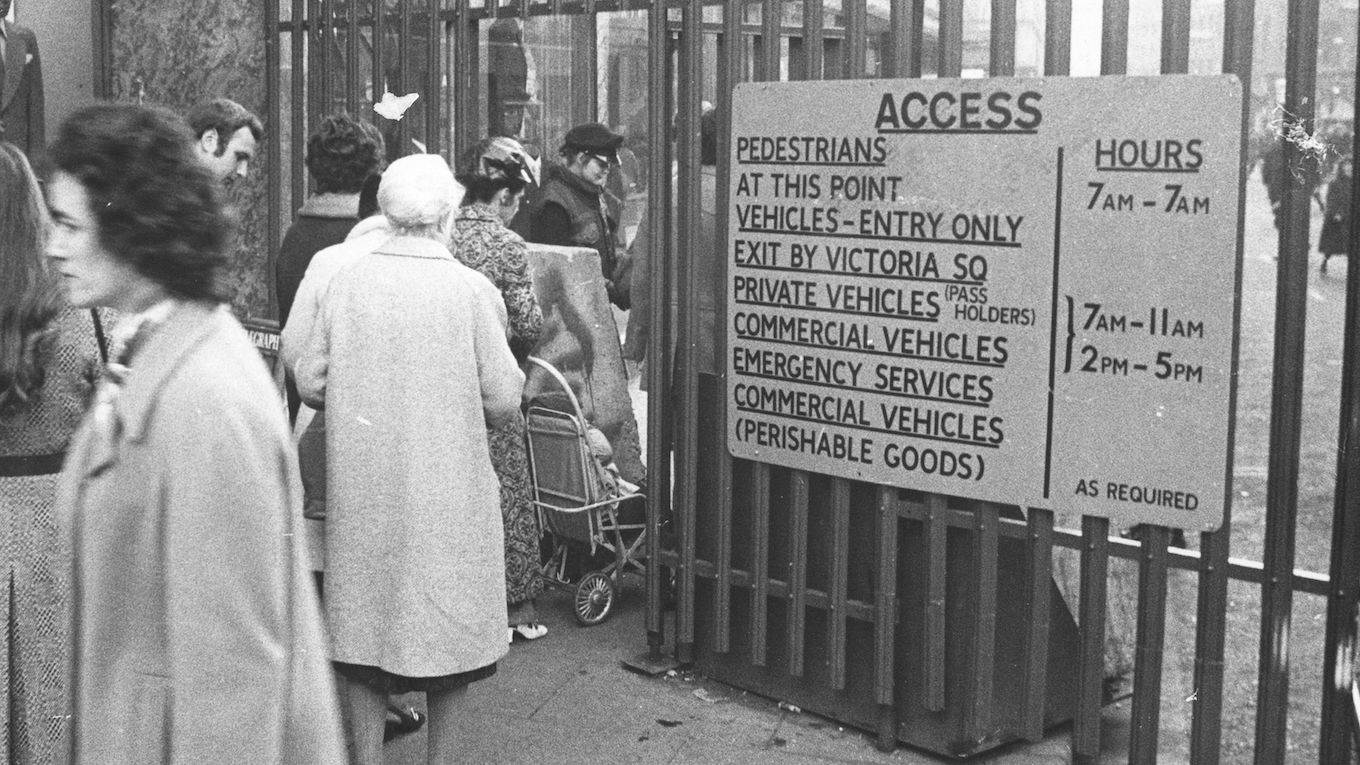 ACCESS
PEDESTRIANS
AT THIS POINT
VEHICLES-ENTRY ONLY
EXIT BY VICTORIA SQ
PRIVATE VEHICLES (PASS HOLDERS)
COMMERCIAL VEHICLES
EMERGENCY SERVICES
COMMERCIAL VEHICLES
(PERISHABLE GOODS)
HOURS
7AM-7AM
7AM-11AM
2PM-5PM
AS REQUIRED